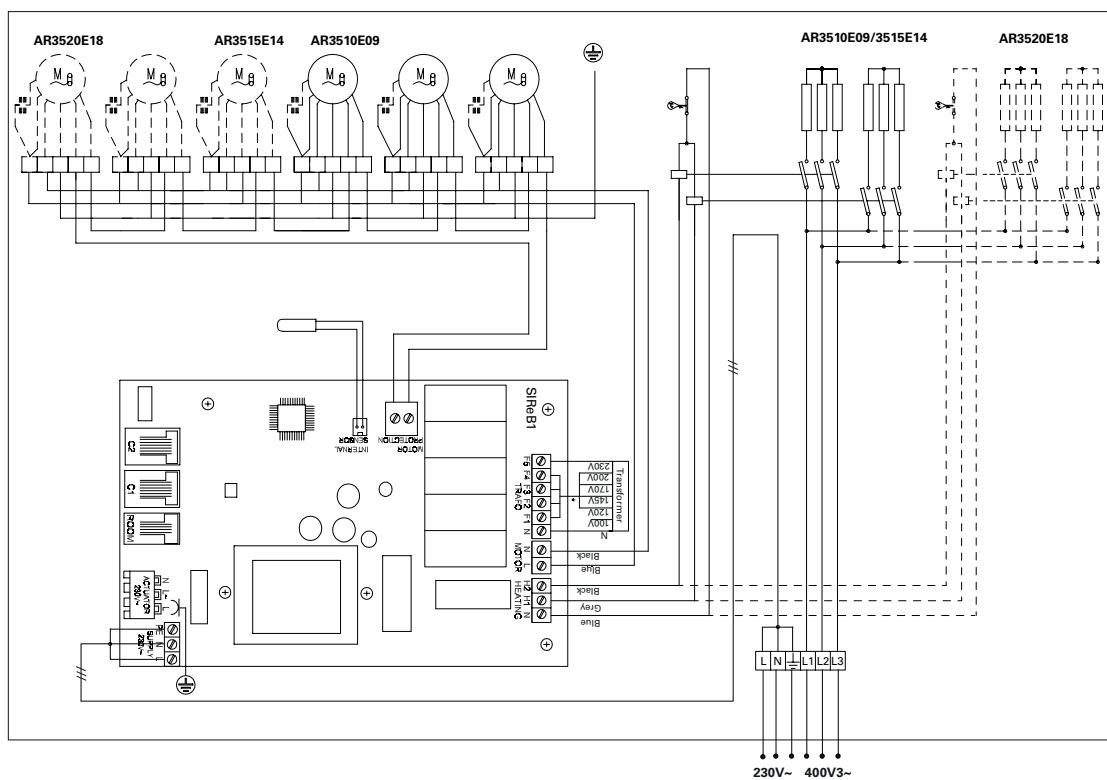 AR3520E18
AR3515E14
AR3510E09
AR3510E09/3515E14
AR3520E18
M
M
M
M
M
M
INTERNAL
SENSOR
MOTOR
PROTECTION
SIReB1
C2
C1
ROOM
F5
F4
F3
F2
F1
N
TRAFO
N
L
MOTOR
H2
H1
N
HEATING
230V
200V
170V
145V
120V
100V
N
Transformer
*
Black
Blue
Black
Grey
Blue
N
L~
L
ACTUATOR
230V~
PE
N
L
SUPPLY
230V~
L
N
L1
L2
L3
230V~
400V3~